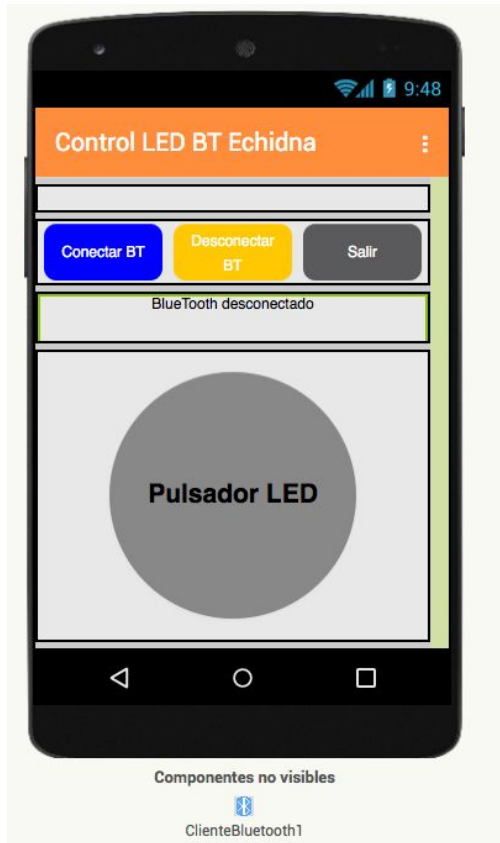 9:48
Control LED BT Echidna
Conectar BT
Desconectar
BT
Salir
BlueTooth desconectado
Pulsador LED
Componentes no visibles
ClienteBluetooth1